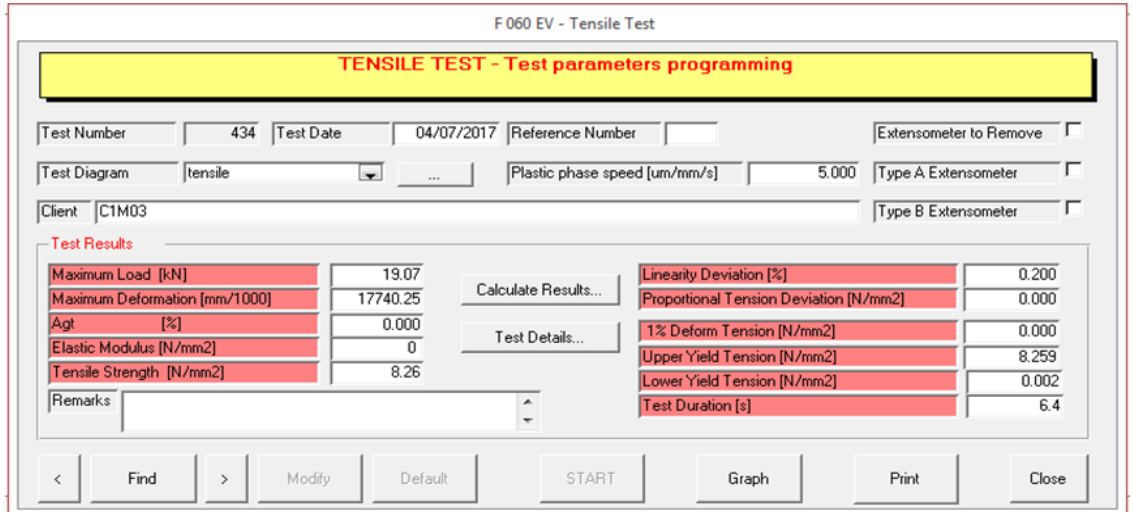 F060 EV - Tensile Test
TENSILE TEST - Test parameters programming
Test Number 434 Test Date 04/07/2017 Reference Number Extensometer to Remove
Test Diagram tensile ... Plastic phase speed [um/mm/s] 5.000 Type A Extensometer
Client C1M03 Type B Extensometer
Test Results
Maximum Load [kN] 19.07 Linearity Deviation [%] 0.200
Calculate Results...
Maximum Deformation [mm/1000] 17740.25 Proportional Tension Deviation [N/mm2] 0.000
Agt [%] 0.000 1% Deform Tension [N/mm2] 0.000
Test Details...
Elastic Modulus [N/mm2] 0 Upper Yield Tension [N/mm2] 8.259
Tensile Strength [N/mm2] 8.26 Lower Yield Tension [N/mm2] 0.002
Remarks Test Duration [s] 6.4
< Find > Modify Default START Graph Print Close